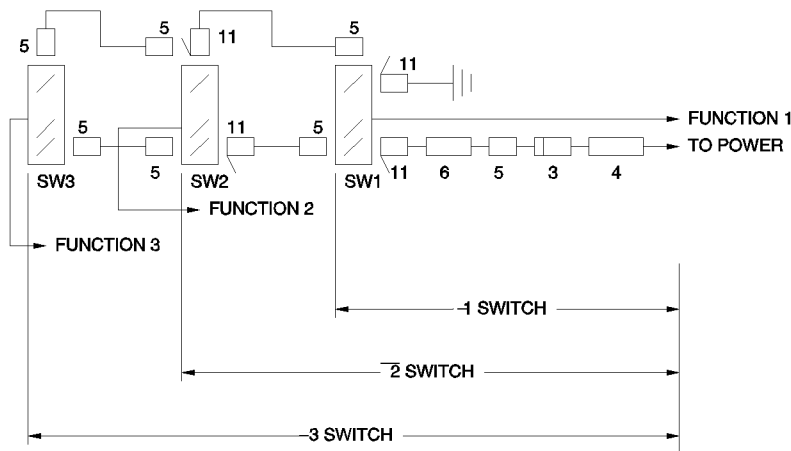 5
5
11
5
11
FUNCTION 1
5
5
11
5
11
6
5
3
4
TO POWER
SW3
SW2
SW1
FUNCTION 2
FUNCTION 3
–1 SWITCH
–2 SWITCH
–3 SWITCH